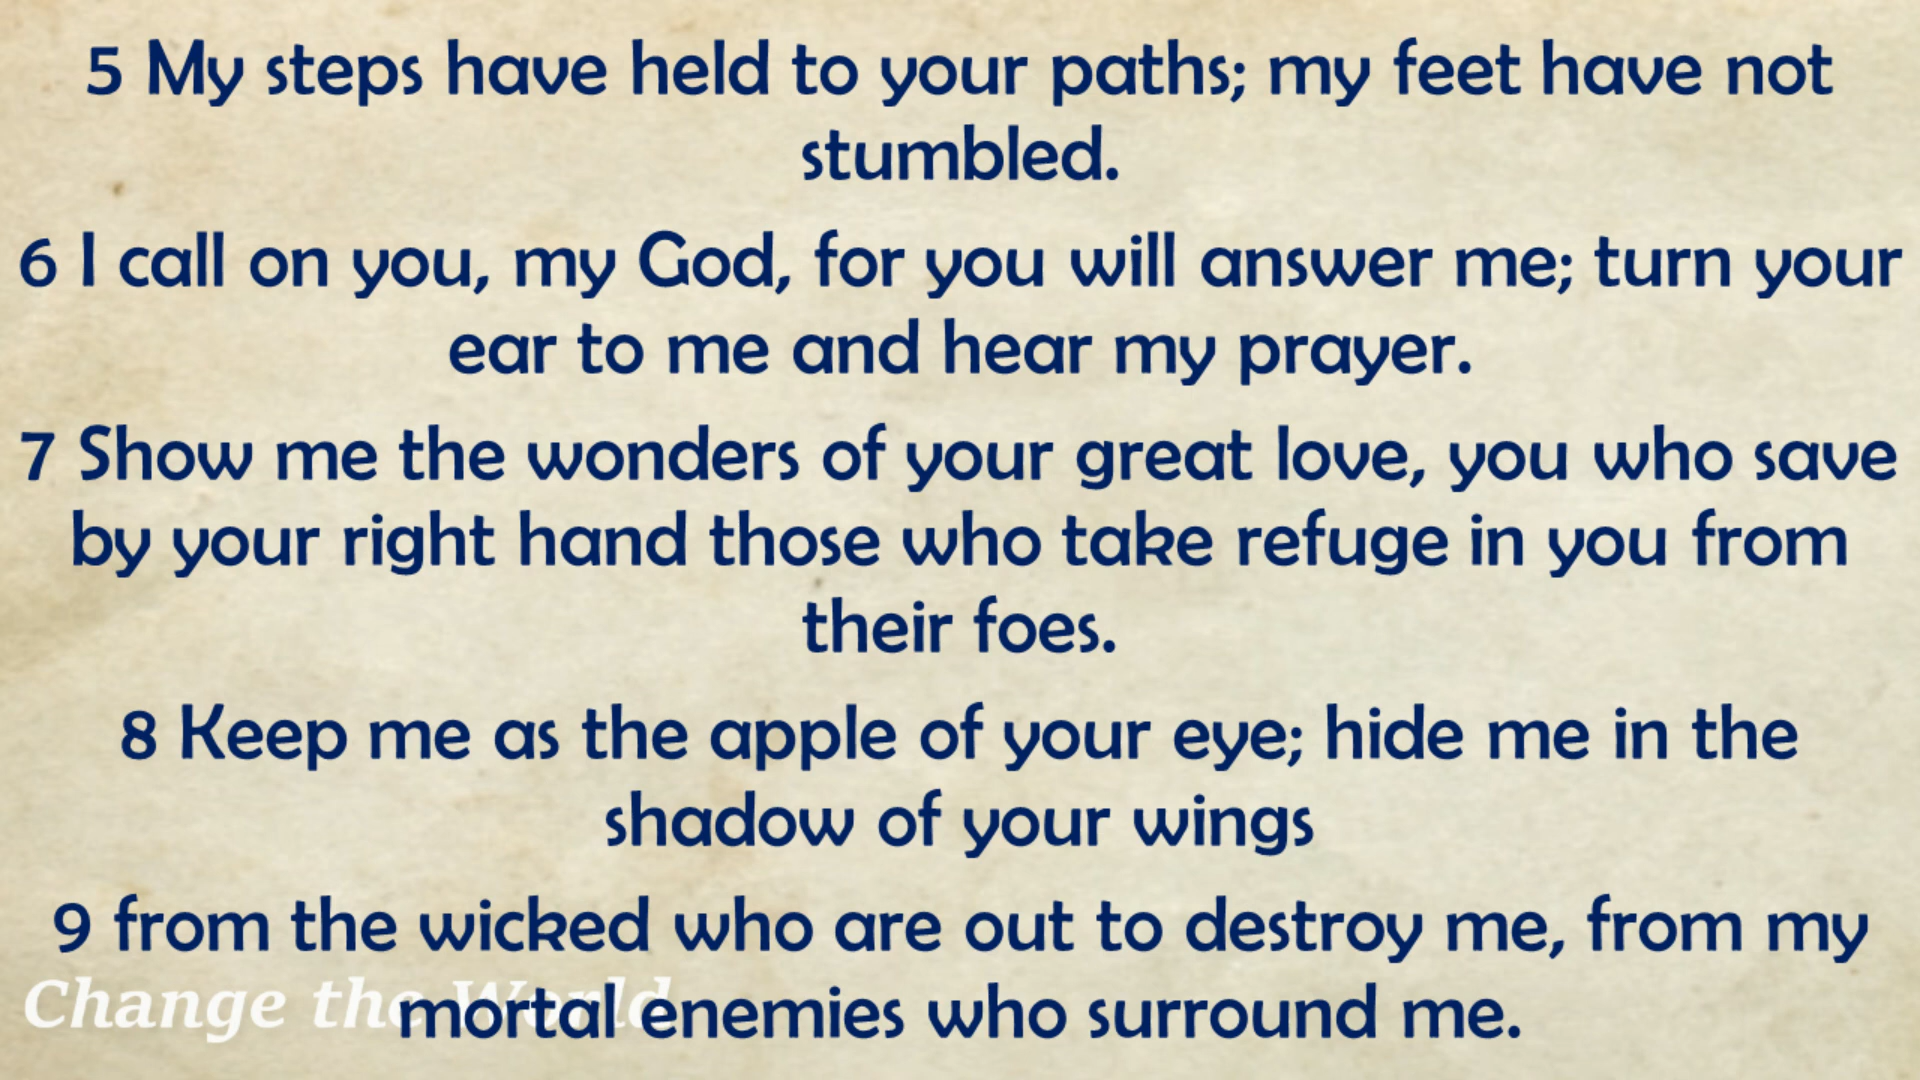 5 My steps have held to your paths; my feet have not
stumbled.
6 I call on you, my God, for you will answer me; turn your
ear to me and hear my prayer.
7 Show me the wonders of your great love, you who save
by your right hand those who take refuge in you from
their foes.
8 Keep me as the apple of your eye; hide me in the
shadow of your wings
9 from the wicked who are out to destroy me, from my
mortal enemies who surround me.
Change the World